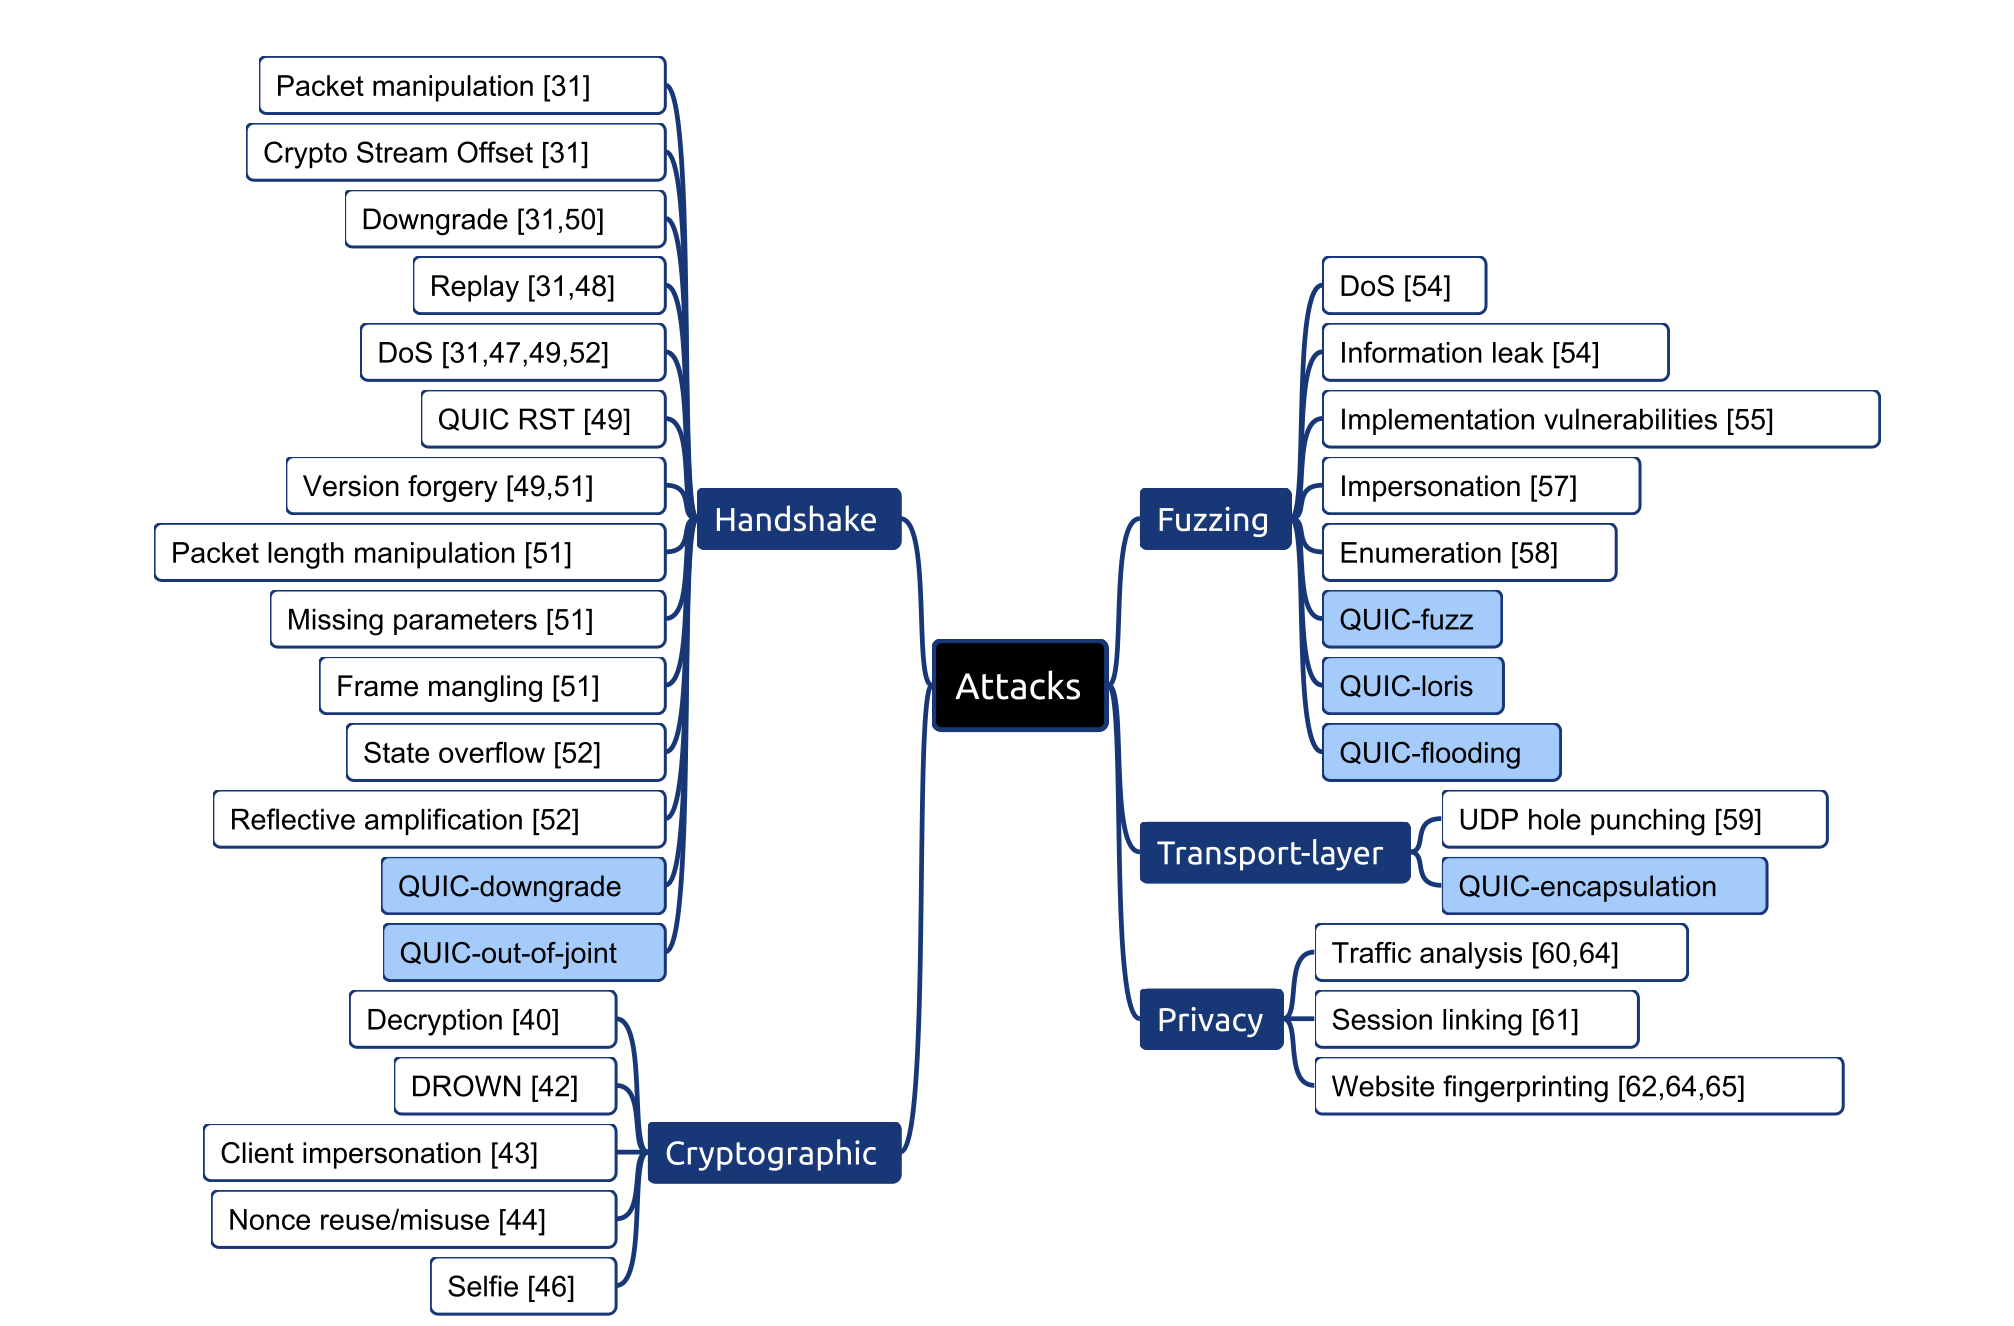 Packet manipulation [31]
Crypto Stream Offset [31]
Downgrade [31,50]
Replay [31,48]
DoS [31,47,49,52]
QUIC RST [49]
Version forgery [49,51]
Packet length manipulation [51]
Missing parameters [51]
Frame mangling [51]
State overflow [52]
Reflective amplification [52]
QUIC-downgrade
QUIC-out-of-joint
Handshake
Decryption [40]
DROWN [42]
Client impersonation [43]
Nonce reuse/misuse [44]
Selfie [46]
Cryptographic
Attacks
Fuzzing
DoS [54]
Information leak [54]
Implementation vulnerabilities [55]
Impersonation [57]
Enumeration [58]
QUIC-fuzz
QUIC-loris
QUIC-flooding
Transport-layer
UDP hole punching [59]
QUIC-encapsulation
Privacy
Traffic analysis [60,64]
Session linking [61]
Website fingerprinting [62,64,65]